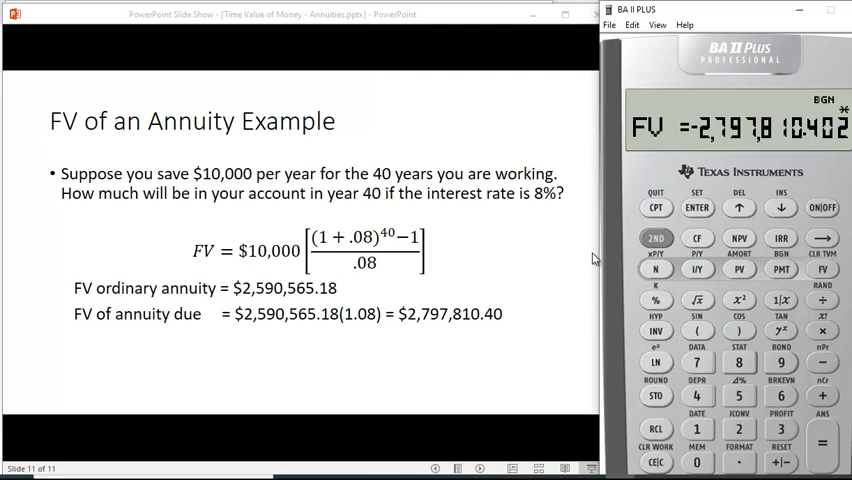 PowerPoint Slide Show - [Time Value of Money - Annuities.pptx] - PowerPoint
FV of an Annuity Example
• Suppose you save $10,000 per year for the 40 years you are working.
How much will be in your account in year 40 if the interest rate is 8%?
FV = $10,000 [((1 + .08)^40 −1) / .08]
FV ordinary annuity = $2,590,565.18
FV of annuity due = $2,590,565.18(1.08) = $2,797,810.40
Slide 11 of 11
BA II PLUS
File Edit View Help
BA II PLUS
PROFESSIONAL
BGN
FV =-2,797,810.402
TEXAS INSTRUMENTS
QUIT SET DEL INS
CPT ENTER ↑ ↓ ON|OFF
2ND CF NPV IRR →
xP/Y P/Y AMORT BGN CLR TVM
N I/Y PV PMT FV
K RAND
% √x x² 1/x ÷
HYP SIN COS TAN x!
INV ( ) yˣ ×
eˣ DATA STAT BOND nPr
LN 7 8 9 −
ROUND DEPR Δ% BRKEVN nCr
STO 4 5 6 +
DATE ICONV PROFIT ANS
RCL 1 2 3 =
CLR WORK MEM FORMAT RESET
CE|C 0 . +|−